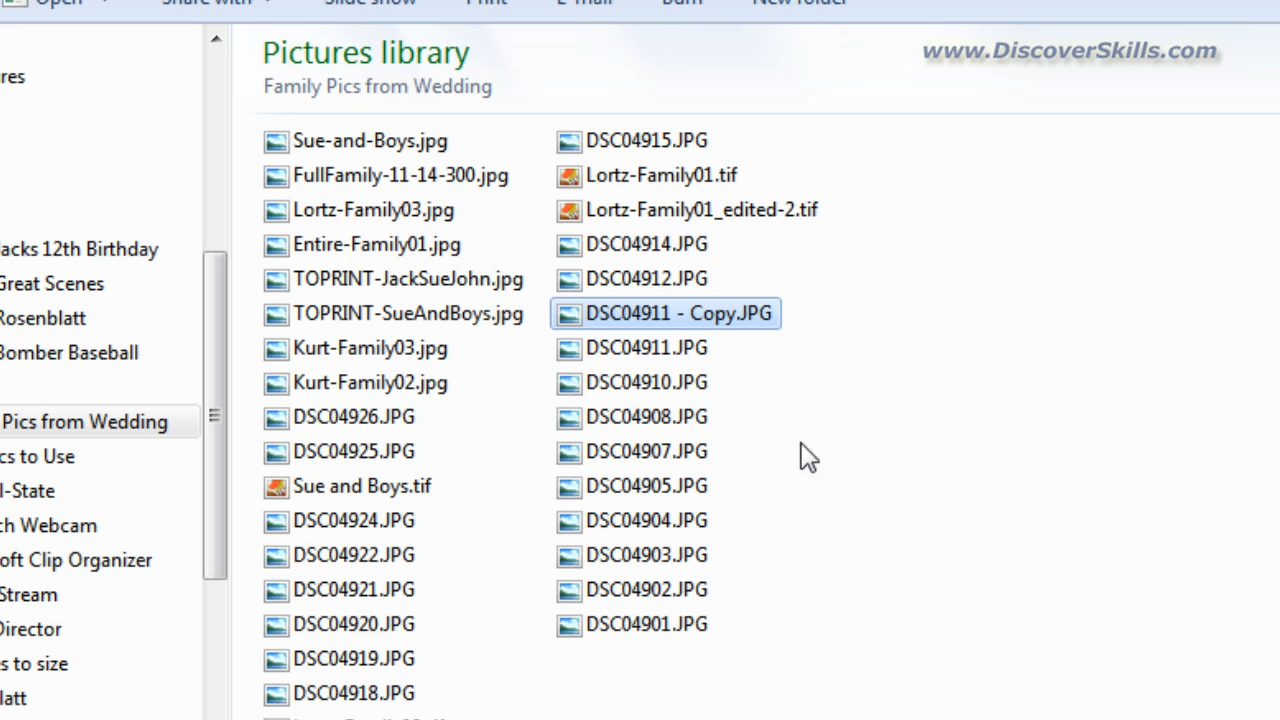 Open Share with Slide show Print E-mail Burn New folder
Pictures library
www.DiscoverSkills.com
Family Pics from Wedding
ures
acks 12th Birthday
Great Scenes
Rosenblatt
Bomber Baseball
Pics from Wedding
cs to Use
l-State
ch Webcam
oft Clip Organizer
Stream
Director
es to size
latt
Sue-and-Boys.jpg
FullFamily-11-14-300.jpg
Lortz-Family03.jpg
Entire-Family01.jpg
TOPRINT-JackSueJohn.jpg
TOPRINT-SueAndBoys.jpg
Kurt-Family03.jpg
Kurt-Family02.jpg
DSC04926.JPG
DSC04925.JPG
Sue and Boys.tif
DSC04924.JPG
DSC04922.JPG
DSC04921.JPG
DSC04920.JPG
DSC04919.JPG
DSC04918.JPG
DSC04915.JPG
Lortz-Family01.tif
Lortz-Family01_edited-2.tif
DSC04914.JPG
DSC04912.JPG
DSC04911 - Copy.JPG
DSC04911.JPG
DSC04910.JPG
DSC04908.JPG
DSC04907.JPG
DSC04905.JPG
DSC04904.JPG
DSC04903.JPG
DSC04902.JPG
DSC04901.JPG